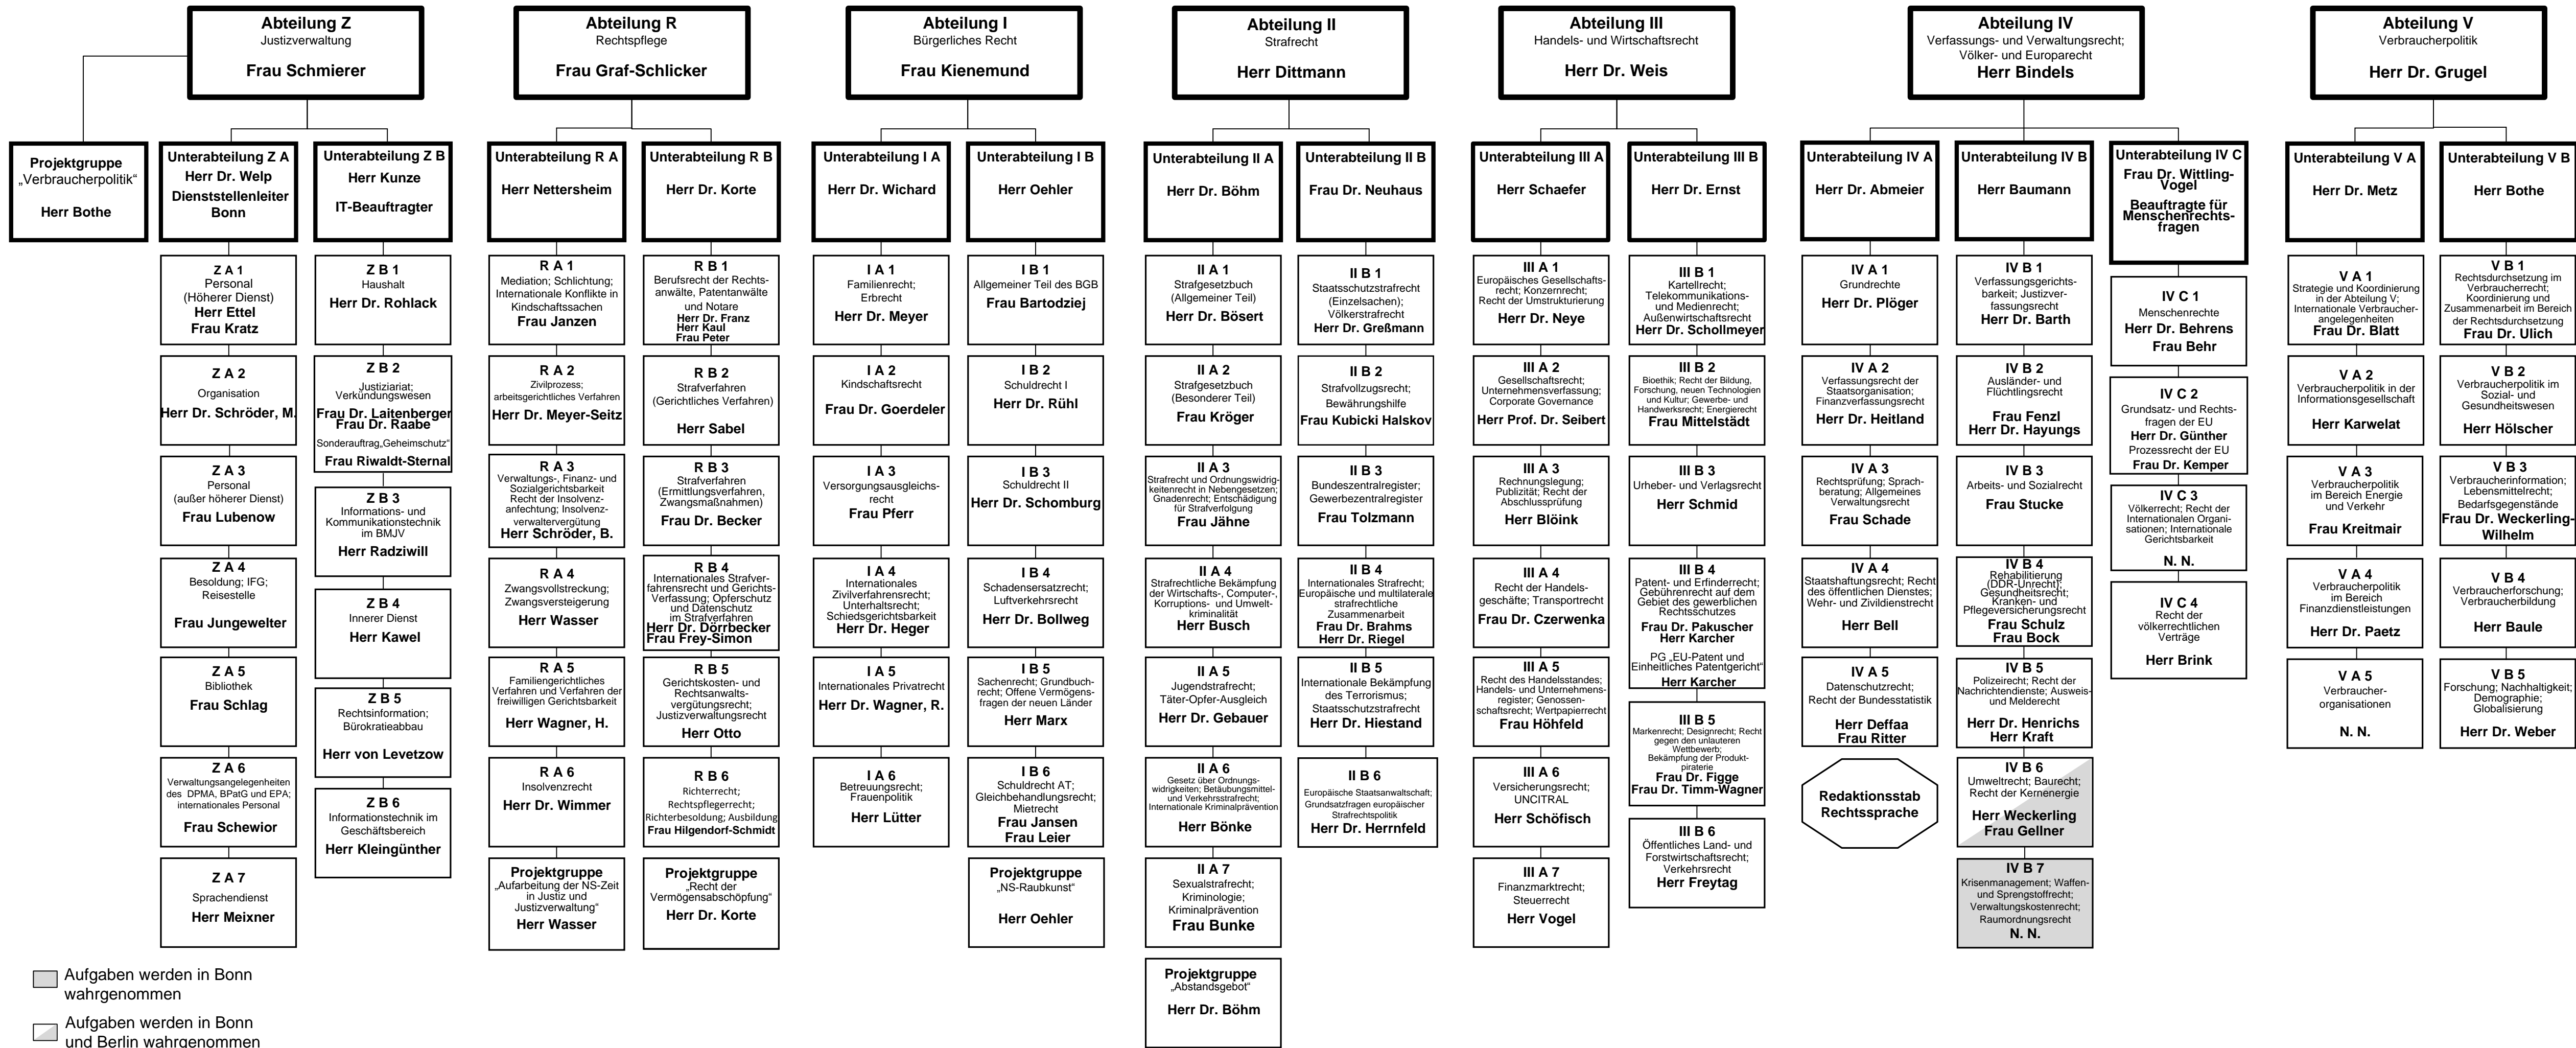 Abteilung Z
Justizverwaltung
Frau Schmierer
Abteilung R
Rechtspflege
Frau Graf-Schlicker
Abteilung I
Bürgerliches Recht
Frau Kienemund
Abteilung II
Strafrecht
Herr Dittmann
Abteilung III
Handels- und Wirtschaftsrecht
Herr Dr. Weis
Abteilung IV
Verfassungs- und Verwaltungsrecht;
Völker- und Europarecht
Herr Bindels
Abteilung V
Verbraucherpolitik
Herr Dr. Grugel
Projektgruppe
„Verbraucherpolitik“
Herr Bothe
Unterabteilung Z A
Herr Dr. Welp
Dienststellenleiter
Bonn
Z A 1
Personal
(Höherer Dienst)
Herr Ettel
Frau Kratz
Z A 2
Organisation
Herr Dr. Schröder, M.
Z A 3
Personal
(außer höherer Dienst)
Frau Lubenow
Z A 4
Besoldung; IFG;
Reisestelle
Frau Jungewelter
Z A 5
Bibliothek
Frau Schlag
Z A 6
Verwaltungsangelegenheiten
des DPMA, BPatG und EPA;
internationales Personal
Frau Schewior
Z A 7
Sprachendienst
Herr Meixner
Unterabteilung Z B
Herr Kunze
IT-Beauftragter
Z B 1
Haushalt
Herr Dr. Rohlack
Z B 2
Justiziariat;
Verkündungswesen
Frau Dr. Laitenberger
Frau Dr. Raabe
Sonderauftrag„Geheimschutz“
Frau Riwaldt-Sternal
Z B 3
Informations- und
Kommunikationstechnik
im BMJV
Herr Radziwill
Z B 4
Innerer Dienst
Herr Kawel
Z B 5
Rechtsinformation;
Bürokratieabbau
Herr von Levetzow
Z B 6
Informationstechnik im
Geschäftsbereich
Herr Kleingünther
Unterabteilung R A
Herr Nettersheim
R A 1
Mediation; Schlichtung;
Internationale Konflikte in
Kindschaftssachen
Frau Janzen
R A 2
Zivilprozess;
arbeitsgerichtliches Verfahren
Herr Dr. Meyer-Seitz
R A 3
Verwaltungs-, Finanz- und
Sozialgerichtsbarkeit
Recht der Insolvenz-
anfechtung; Insolvenz-
verwaltervergütung
Herr Schröder, B.
R A 4
Zwangsvollstreckung;
Zwangsversteigerung
Herr Wasser
R A 5
Familiengerichtliches
Verfahren und Verfahren der
freiwilligen Gerichtsbarkeit
Herr Wagner, H.
R A 6
Insolvenzrecht
Herr Dr. Wimmer
Projektgruppe
„Aufarbeitung der NS-Zeit
in Justiz und
Justizverwaltung“
Herr Wasser
Unterabteilung R B
Herr Dr. Korte
R B 1
Berufsrecht der Rechts-
anwälte, Patentanwälte
und Notare
Herr Dr. Franz
Herr Kaul
Frau Peter
R B 2
Strafverfahren
(Gerichtliches Verfahren)
Herr Sabel
R B 3
Strafverfahren
(Ermittlungsverfahren,
Zwangsmaßnahmen)
Frau Dr. Becker
R B 4
Internationales Strafver-
fahrensrecht und Gerichts-
Verfassung; Opferschutz
und Datenschutz
im Strafverfahren
Herr Dr. Dörrbecker
Frau Frey-Simon
R B 5
Gerichtskosten- und
Rechtsanwalts-
vergütungsrecht;
Justizverwaltungsrecht
Herr Otto
R B 6
Richterrecht;
Rechtspflegerrecht;
Richterbesoldung; Ausbildung
Frau Hilgendorf-Schmidt
Projektgruppe
„Recht der
Vermögensabschöpfung“
Herr Dr. Korte
Unterabteilung I A
Herr Dr. Wichard
I A 1
Familienrecht;
Erbrecht
Herr Dr. Meyer
I A 2
Kindschaftsrecht
Frau Dr. Goerdeler
I A 3
Versorgungsausgleichs-
recht
Frau Pferr
I A 4
Internationales
Zivilverfahrensrecht;
Unterhaltsrecht;
Schiedsgerichtsbarkeit
Herr Dr. Heger
I A 5
Internationales Privatrecht
Herr Dr. Wagner, R.
I A 6
Betreuungsrecht;
Frauenpolitik
Herr Lütter
Unterabteilung I B
Herr Oehler
I B 1
Allgemeiner Teil des BGB
Frau Bartodziej
I B 2
Schuldrecht I
Herr Dr. Rühl
I B 3
Schuldrecht II
Herr Dr. Schomburg
I B 4
Schadensersatzrecht;
Luftverkehrsrecht
Herr Dr. Bollweg
I B 5
Sachenrecht; Grundbuch-
recht; Offene Vermögens-
fragen der neuen Länder
Herr Marx
I B 6
Schuldrecht AT;
Gleichbehandlungsrecht;
Mietrecht
Frau Jansen
Frau Leier
Projektgruppe
„NS-Raubkunst“
Herr Oehler
Unterabteilung II A
Herr Dr. Böhm
II A 1
Strafgesetzbuch
(Allgemeiner Teil)
Herr Dr. Bösert
II A 2
Strafgesetzbuch
(Besonderer Teil)
Frau Kröger
II A 3
Strafrecht und Ordnungswidrig-
keitenrecht in Nebengesetzen;
Gnadenrecht; Entschädigung
für Strafverfolgung
Frau Jähne
II A 4
Strafrechtliche Bekämpfung
der Wirtschafts-, Computer-,
Korruptions- und Umwelt-
kriminalität
Herr Busch
II A 5
Jugendstrafrecht;
Täter-Opfer-Ausgleich
Herr Dr. Gebauer
II A 6
Gesetz über Ordnungs-
widrigkeiten; Betäubungsmittel-
und Verkehrsstrafrecht;
Internationale Kriminalprävention
Herr Bönke
II A 7
Sexualstrafrecht;
Kriminologie;
Kriminalprävention
Frau Bunke
Projektgruppe
„Abstandsgebot“
Herr Dr. Böhm
Unterabteilung II B
Frau Dr. Neuhaus
II B 1
Staatsschutzstrafrecht
(Einzelsachen);
Völkerstrafrecht
Herr Dr. Greßmann
II B 2
Strafvollzugsrecht;
Bewährungshilfe
Frau Kubicki Halskov
II B 3
Bundeszentralregister;
Gewerbezentralregister
Frau Tolzmann
II B 4
Internationales Strafrecht;
Europäische und multilaterale
strafrechtliche
Zusammenarbeit
Frau Dr. Brahms
Herr Dr. Riegel
II B 5
Internationale Bekämpfung
des Terrorismus;
Staatsschutzstrafrecht
Herr Dr. Hiestand
II B 6
Europäische Staatsanwaltschaft;
Grundsatzfragen europäischer
Strafrechtspolitik
Herr Dr. Herrnfeld
Unterabteilung III A
Herr Schaefer
III A 1
Europäisches Gesellschafts-
recht; Konzernrecht;
Recht der Umstrukturierung
Herr Dr. Neye
III A 2
Gesellschaftsrecht;
Unternehmensverfassung;
Corporate Governance
Herr Prof. Dr. Seibert
III A 3
Rechnungslegung;
Publizität; Recht der
Abschlussprüfung
Herr Blöink
III A 4
Recht der Handels-
geschäfte; Transportrecht
Frau Dr. Czerwenka
III A 5
Recht des Handelsstandes;
Handels- und Unternehmens-
register; Genossen-
schaftsrecht; Wertpapierrecht
Frau Höhfeld
III A 6
Versicherungsrecht;
UNCITRAL
Herr Schöfisch
III A 7
Finanzmarktrecht;
Steuerrecht
Herr Vogel
Unterabteilung III B
Herr Dr. Ernst
III B 1
Kartellrecht;
Telekommunikations-
und Medienrecht;
Außenwirtschaftsrecht
Herr Dr. Schollmeyer
III B 2
Bioethik; Recht der Bildung,
Forschung, neuen Technologien
und Kultur; Gewerbe- und
Handwerksrecht; Energierecht
Frau Mittelstädt
III B 3
Urheber- und Verlagsrecht
Herr Schmid
III B 4
Patent- und Erfinderrecht;
Gebührenrecht auf dem
Gebiet des gewerblichen
Rechtsschutzes
Frau Dr. Pakuscher
Herr Karcher
PG „EU-Patent und
Einheitliches Patentgericht“
Herr Karcher
III B 5
Markenrecht; Designrecht; Recht
gegen den unlauteren
Wettbewerb;
Bekämpfung der Produkt-
piraterie
Frau Dr. Figge
Frau Dr. Timm-Wagner
III B 6
Öffentliches Land- und
Forstwirtschaftsrecht;
Verkehrsrecht
Herr Freytag
Unterabteilung IV A
Herr Dr. Abmeier
IV A 1
Grundrechte
Herr Dr. Plöger
IV A 2
Verfassungsrecht der
Staatsorganisation;
Finanzverfassungsrecht
Herr Dr. Heitland
IV A 3
Rechtsprüfung; Sprach-
beratung; Allgemeines
Verwaltungsrecht
Frau Schade
IV A 4
Staatshaftungsrecht; Recht
des öffentlichen Dienstes;
Wehr- und Zivildienstrecht
Herr Bell
IV A 5
Datenschutzrecht;
Recht der Bundesstatistik
Herr Deffaa
Frau Ritter
Redaktionsstab
Rechtssprache
Unterabteilung IV B
Herr Baumann
IV B 1
Verfassungsgerichts-
barkeit; Justizver-
fassungsrecht
Herr Dr. Barth
IV B 2
Ausländer- und
Flüchtlingsrecht
Frau Fenzl
Herr Dr. Hayungs
IV B 3
Arbeits- und Sozialrecht
Frau Stucke
IV B 4
Rehabilitierung
(DDR-Unrecht);
Gesundheitsrecht;
Kranken- und
Pflegeversicherungsrecht
Frau Schulz
Frau Bock
IV B 5
Polizeirecht; Recht der
Nachrichtendienste; Ausweis-
und Melderecht
Herr Dr. Henrichs
Herr Kraft
IV B 6
Umweltrecht; Baurecht;
Recht der Kernenergie
Herr Weckerling
Frau Gellner
IV B 7
Krisenmanagement; Waffen-
und Sprengstoffrecht;
Verwaltungskostenrecht;
Raumordnungsrecht
N. N.
Unterabteilung IV C
Frau Dr. Wittling-
Vogel
Beauftragte für
Menschenrechts-
fragen
IV C 1
Menschenrechte
Herr Dr. Behrens
Frau Behr
IV C 2
Grundsatz- und Rechts-
fragen der EU
Herr Dr. Günther
Prozessrecht der EU
Frau Dr. Kemper
IV C 3
Völkerrecht; Recht der
Internationalen Organi-
sationen; Internationale
Gerichtsbarkeit
N. N.
IV C 4
Recht der
völkerrechtlichen
Verträge
Herr Brink
Unterabteilung V A
Herr Dr. Metz
V A 1
Strategie und Koordinierung
in der Abteilung V;
Internationale Verbraucher-
angelegenheiten
Frau Dr. Blatt
V A 2
Verbraucherpolitik in der
Informationsgesellschaft
Herr Karwelat
V A 3
Verbraucherpolitik
im Bereich Energie
und Verkehr
Frau Kreitmair
V A 4
Verbraucherpolitik
im Bereich
Finanzdienstleistungen
Herr Dr. Paetz
V A 5
Verbraucher-
organisationen
N. N.
Unterabteilung V B
Herr Bothe
V B 1
Rechtsdurchsetzung im
Verbraucherrecht;
Koordinierung und
Zusammenarbeit im Bereich
der Rechtsdurchsetzung
Frau Dr. Ulich
V B 2
Verbraucherpolitik im
Sozial- und
Gesundheitswesen
Herr Hölscher
V B 3
Verbraucherinformation;
Lebensmittelrecht;
Bedarfsgegenstände
Frau Dr. Weckerling-
Wilhelm
V B 4
Verbraucherforschung;
Verbraucherbildung
Herr Baule
V B 5
Forschung; Nachhaltigkeit;
Demographie;
Globalisierung
Herr Dr. Weber
Aufgaben werden in Bonn
wahrgenommen
Aufgaben werden in Bonn
und Berlin wahrgenommen